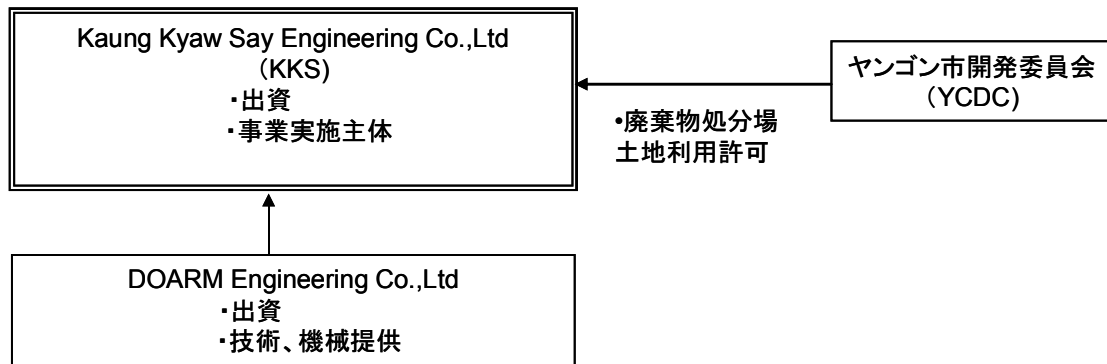 Kaung Kyaw Say Engineering Co.,Ltd
（KKS)
・出資
・事業実施主体
ヤンゴン市開発委員会
（YCDC)
•廃棄物処分場
土地利用許可
DOARM Engineering Co.,Ltd
・出資
・技術、機械提供